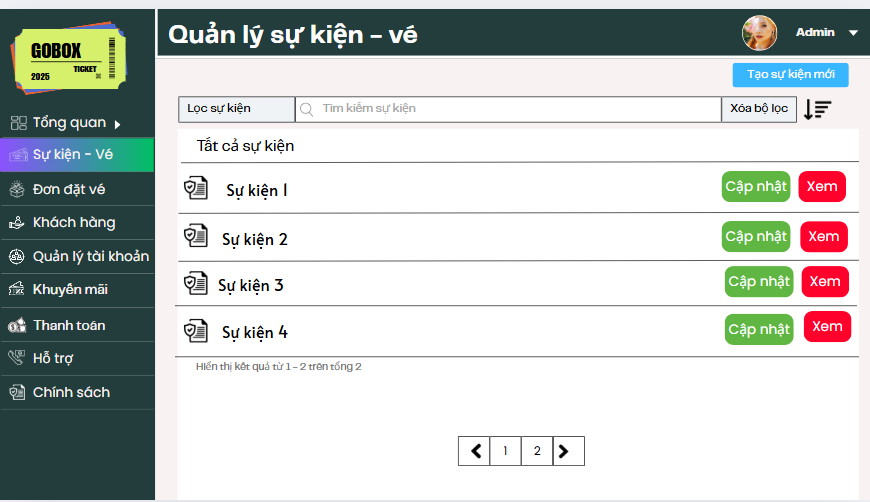 GOBOX
TICKET
2025
Tổng quan
Sự kiện - Vé
Đơn đặt vé
Khách hàng
Quản lý tài khoản
Khuyến mãi
Thanh toán
Hỗ trợ
Chính sách
Quản lý sự kiện - vé
Admin
Tạo sự kiện mới
Lọc sự kiện
Tìm kiếm sự kiện
Xóa bộ lọc
Tất cả sự kiện
Sự kiện 1 Cập nhật Xem
Sự kiện 2 Cập nhật Xem
Sự kiện 3 Cập nhật Xem
Sự kiện 4 Cập nhật Xem
Hiển thị kết quả từ 1 - 2 trên tổng 2
1 2